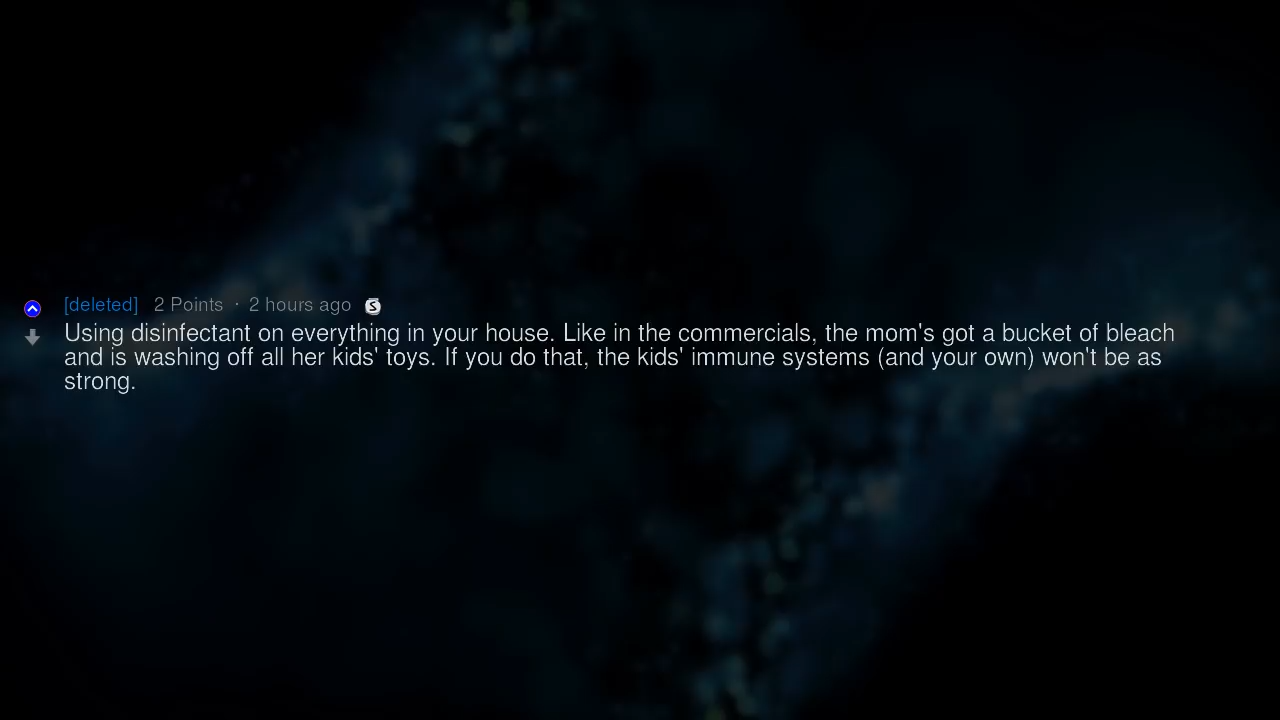 [deleted] 2 Points · 2 hours ago
Using disinfectant on everything in your house. Like in the commercials, the mom's got a bucket of bleach
and is washing off all her kids' toys. If you do that, the kids' immune systems (and your own) won't be as
strong.